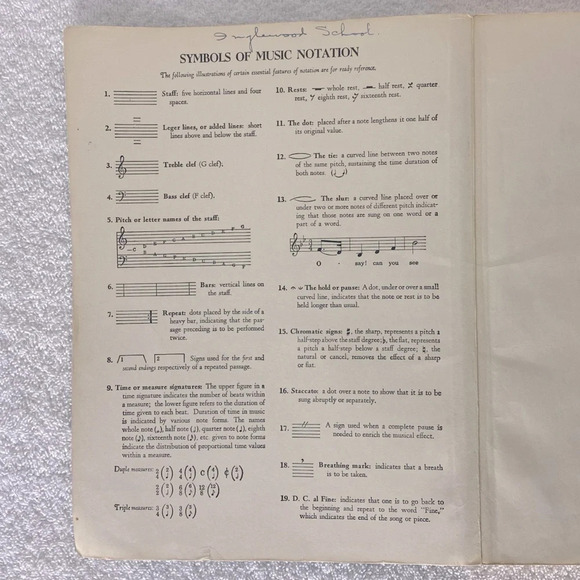 Inglewood School.
SYMBOLS OF MUSIC NOTATION
The following illustrations of certain essential features of notation are for ready reference.
1. Staff: five horizontal lines and four
spaces.
2. Leger lines, or added lines: short
lines above and below the staff.
3. Treble clef (G clef).
4. Bass clef (F clef).
5. Pitch or letter names of the staff:
6. Bars: vertical lines on
the staff.
7. Repeat: dots placed by the side of a
heavy bar, indicating that the pas-
sage preceding is to be performed
twice.
8. 1 2 Signs used for the first and
second endings respectively of a repeated passage.
9. Time or measure signatures: The upper figure in a
time signature indicates the number of beats within
a measure; the lower figure refers to the duration of
time given to each beat. Duration of time in music
is indicated by various note forms. The names
whole note (𝅝), half note (𝅗𝅥), quarter note (♩), eighth
note (♪), sixteenth note (𝅘𝅥𝅯), etc. given to note forms
indicate the distribution of proportional time values
within a measure.
Duple measures:
Triple measures:
10. Rests: whole rest, half rest, quarter
rest, eighth rest, sixteenth rest.
11. The dot: placed after a note lengthens it one half of
its original value.
12. The tie: a curved line between two notes
of the same pitch, sustaining the time duration of
both notes.
13. The slur: a curved line placed over or
under two or more notes of different pitch indicat-
ing that those notes are sung on one word or a
part of a word.
O - say! can you see
14. The hold or pause: A dot, under or over a small
curved line, indicates that the note or rest is to be
held longer than usual.
15. Chromatic signs: ♯, the sharp, represents a pitch a
half-step above the staff degree; ♭, the flat, represents
a pitch a half-step below a staff degree; ♮, the
natural or cancel, removes the effect of a sharp
or flat.
16. Staccato: a dot over a note to show that it is to be
sung abruptly or separately.
17. // A sign used when a complete pause is
needed to enrich the musical effect.
18. Breathing mark: indicates that a breath
is to be taken.
19. D. C. al Fine: indicates that one is to go back to
the beginning and repeat to the word "Fine,"
which indicates the end of the song or piece.